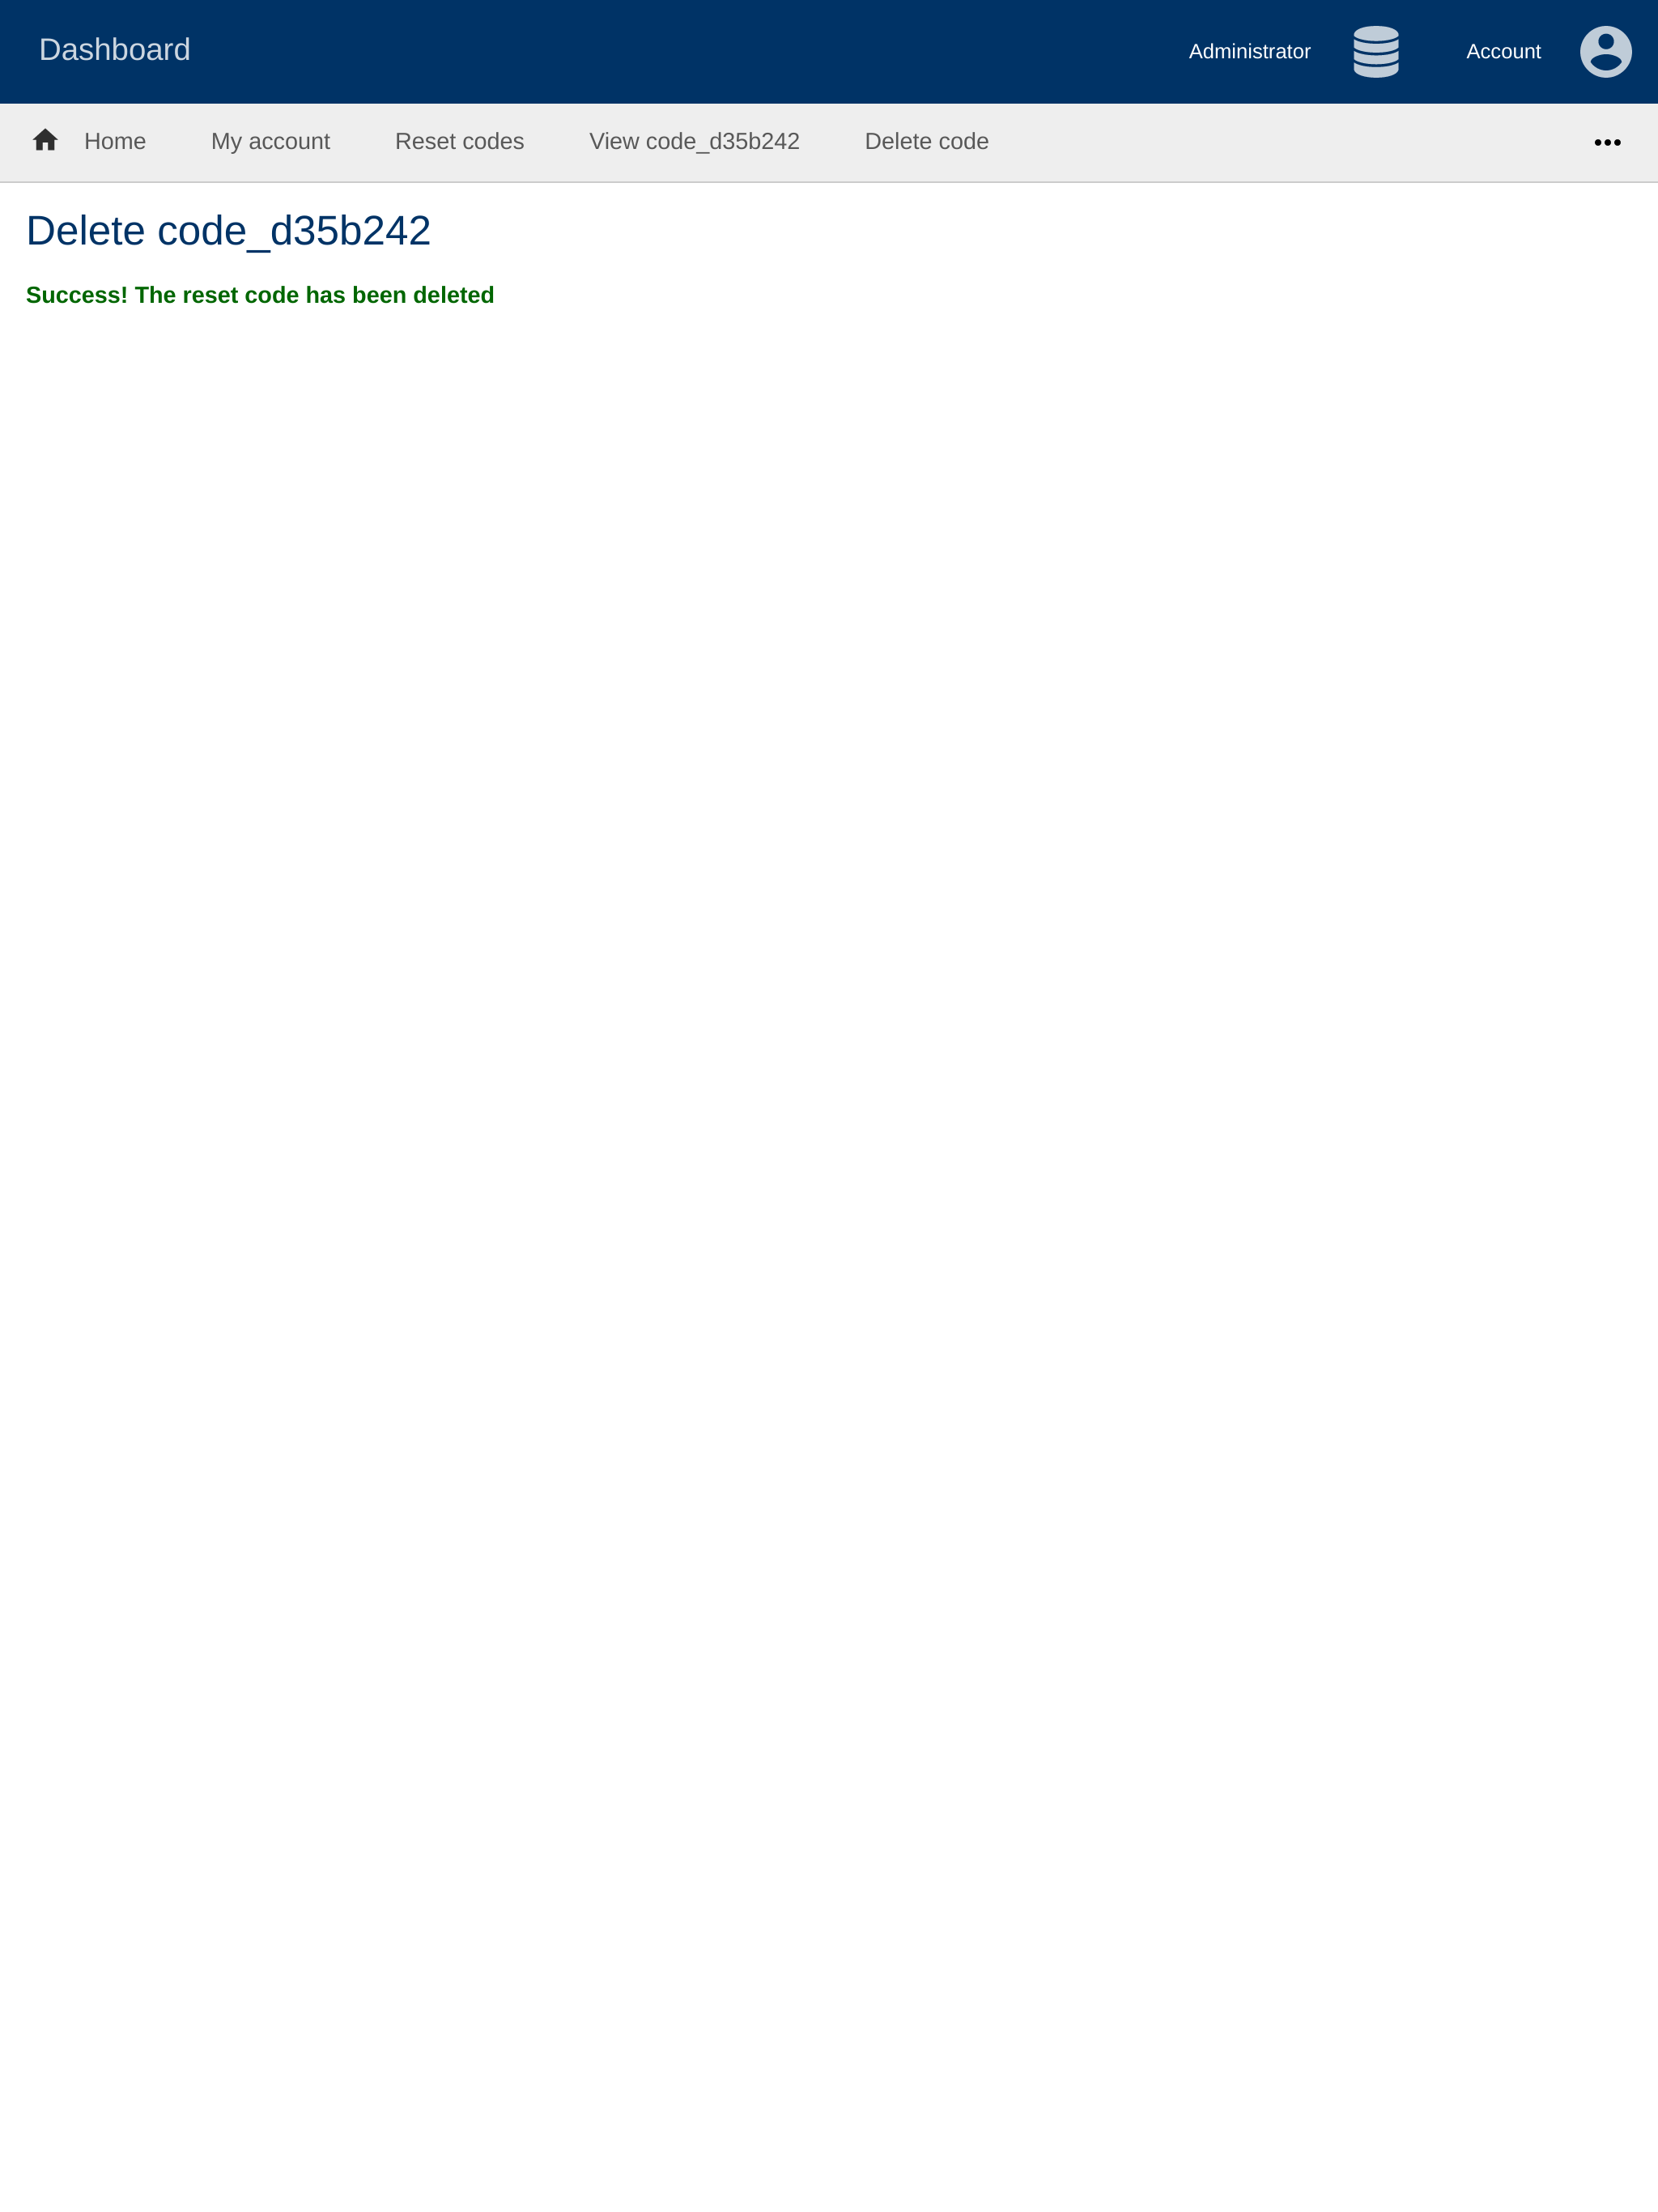 Dashboard
Administrator
Account
Home
My account
Reset codes
View code_d35b242
Delete code
Delete code_d35b242
Success! The reset code has been deleted